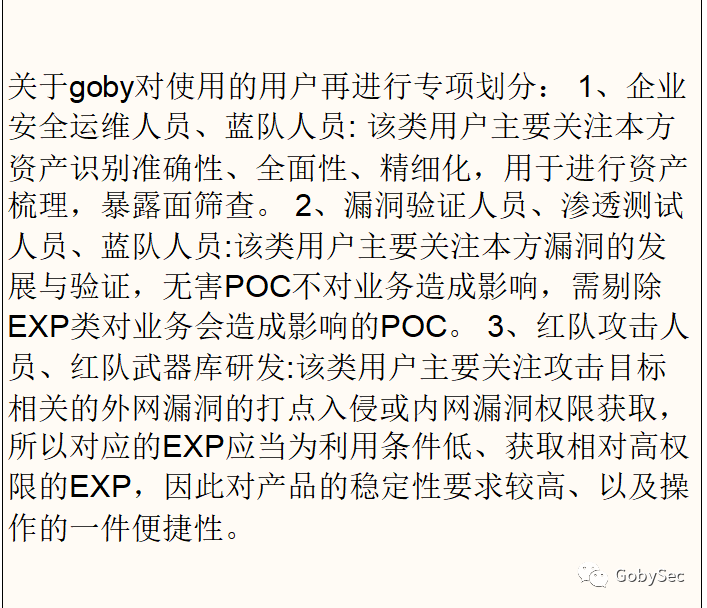 关于goby对使用的用户再进行专项划分： 1、企业
安全运维人员、蓝队人员: 该类用户主要关注本方
资产识别准确性、全面性、精细化，用于进行资产
梳理，暴露面筛查。 2、漏洞验证人员、渗透测试
人员、蓝队人员:该类用户主要关注本方漏洞的发
展与验证，无害POC不对业务造成影响，需剔除
EXP类对业务会造成影响的POC。 3、红队攻击人
员、红队武器库研发:该类用户主要关注攻击目标
相关的外网漏洞的打点入侵或内网漏洞权限获取，
所以对应的EXP应当为利用条件低、获取相对高权
限的EXP，因此对产品的稳定性要求较高、以及操
作的一件便捷性。
GobySec